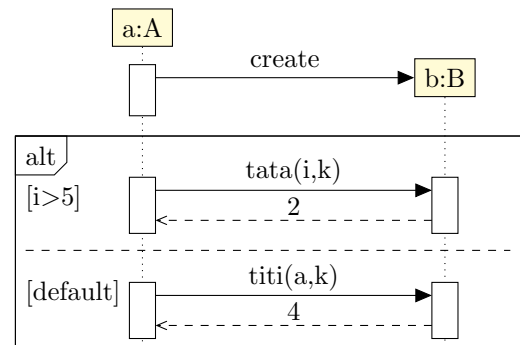 a:A
create
b:B
alt
tata(i,k)
[i>5]
2
titi(a,k)
[default]
4